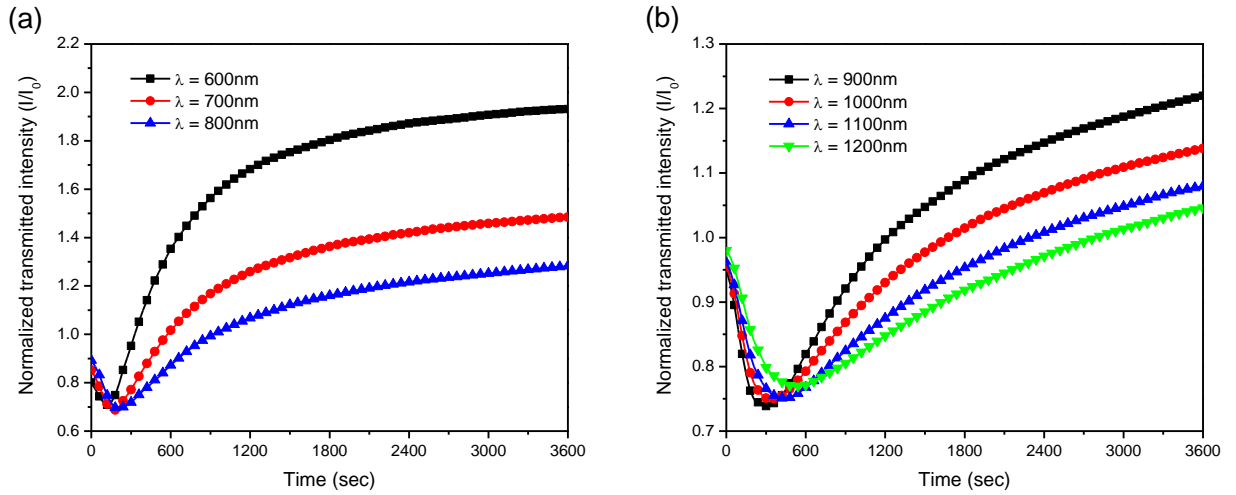 (a)
2.2
2.0
1.8
1.6
1.4
1.2
1.0
0.8
0.6
Normalized transmitted intensity (I/I₀)
λ = 600nm
λ = 700nm
λ = 800nm
0 600 1200 1800 2400 3000 3600
Time (sec)
(b)
1.3
1.2
1.1
1.0
0.9
0.8
0.7
Normalized transmitted intensity (I/I₀)
λ = 900nm
λ = 1000nm
λ = 1100nm
λ = 1200nm
0 600 1200 1800 2400 3000 3600
Time (sec)